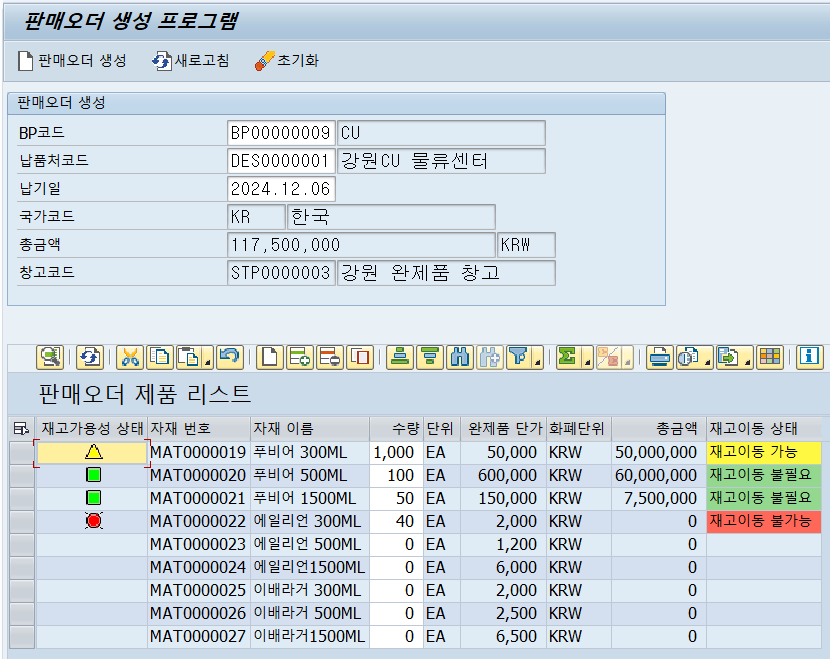 판매오더 생성 프로그램
판매오더 생성 새로고침 초기화
판매오더 생성
BP코드 BP00000009 CU
납품처코드 DES0000001 강원CU 물류센터
납기일 2024.12.06
국가코드 KR 한국
총금액 117,500,000 KRW
창고코드 STP0000003 강원 완제품 창고
판매오더 제품 리스트
재고가용성 상태 자재 번호 자재 이름 수량 단위 완제품 단가 화폐단위 총금액 재고이동 상태
MAT0000019 푸비어 300ML 1,000 EA 50,000 KRW 50,000,000 재고이동 가능
MAT0000020 푸비어 500ML 100 EA 600,000 KRW 60,000,000 재고이동 불필요
MAT0000021 푸비어 1500ML 50 EA 150,000 KRW 7,500,000 재고이동 불필요
MAT0000022 에일리언 300ML 40 EA 2,000 KRW 0 재고이동 불가능
MAT0000023 에일리언 500ML 0 EA 1,200 KRW 0
MAT0000024 에일리언1500ML 0 EA 6,000 KRW 0
MAT0000025 이배라거 300ML 0 EA 2,000 KRW 0
MAT0000026 이배라거 500ML 0 EA 2,500 KRW 0
MAT0000027 이배라거1500ML 0 EA 6,500 KRW 0